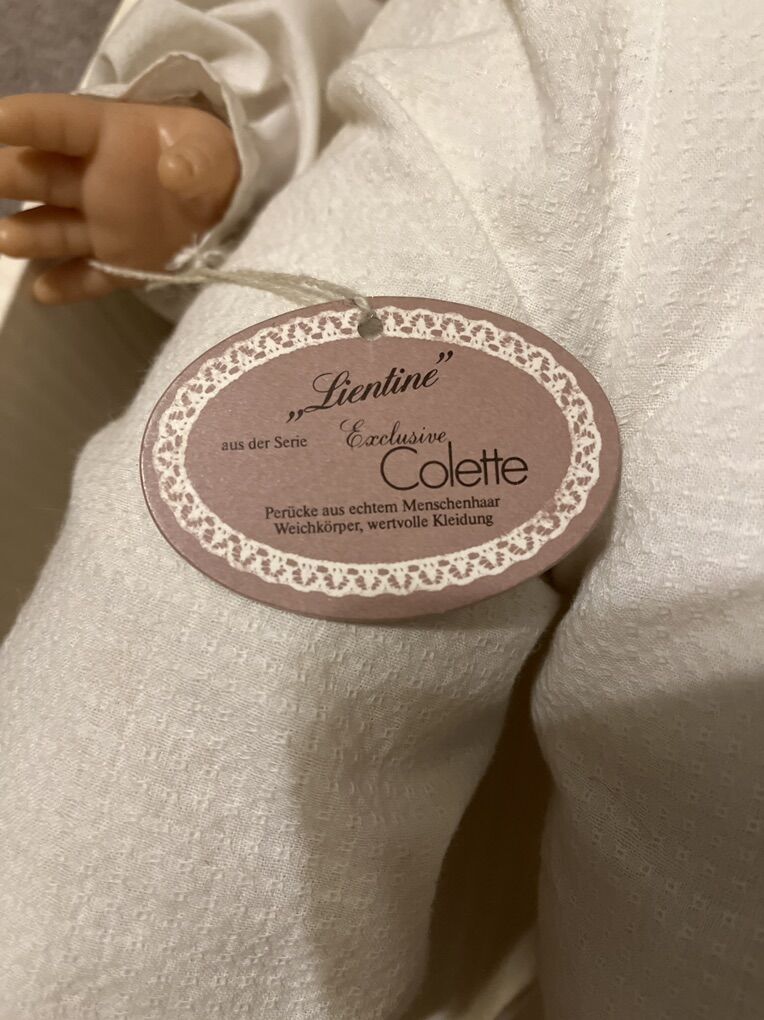 „Lientine”
aus der Serie Exclusive
Colette
Perücke aus echtem Menschenhaar
Weichkörper, wertvolle Kleidung